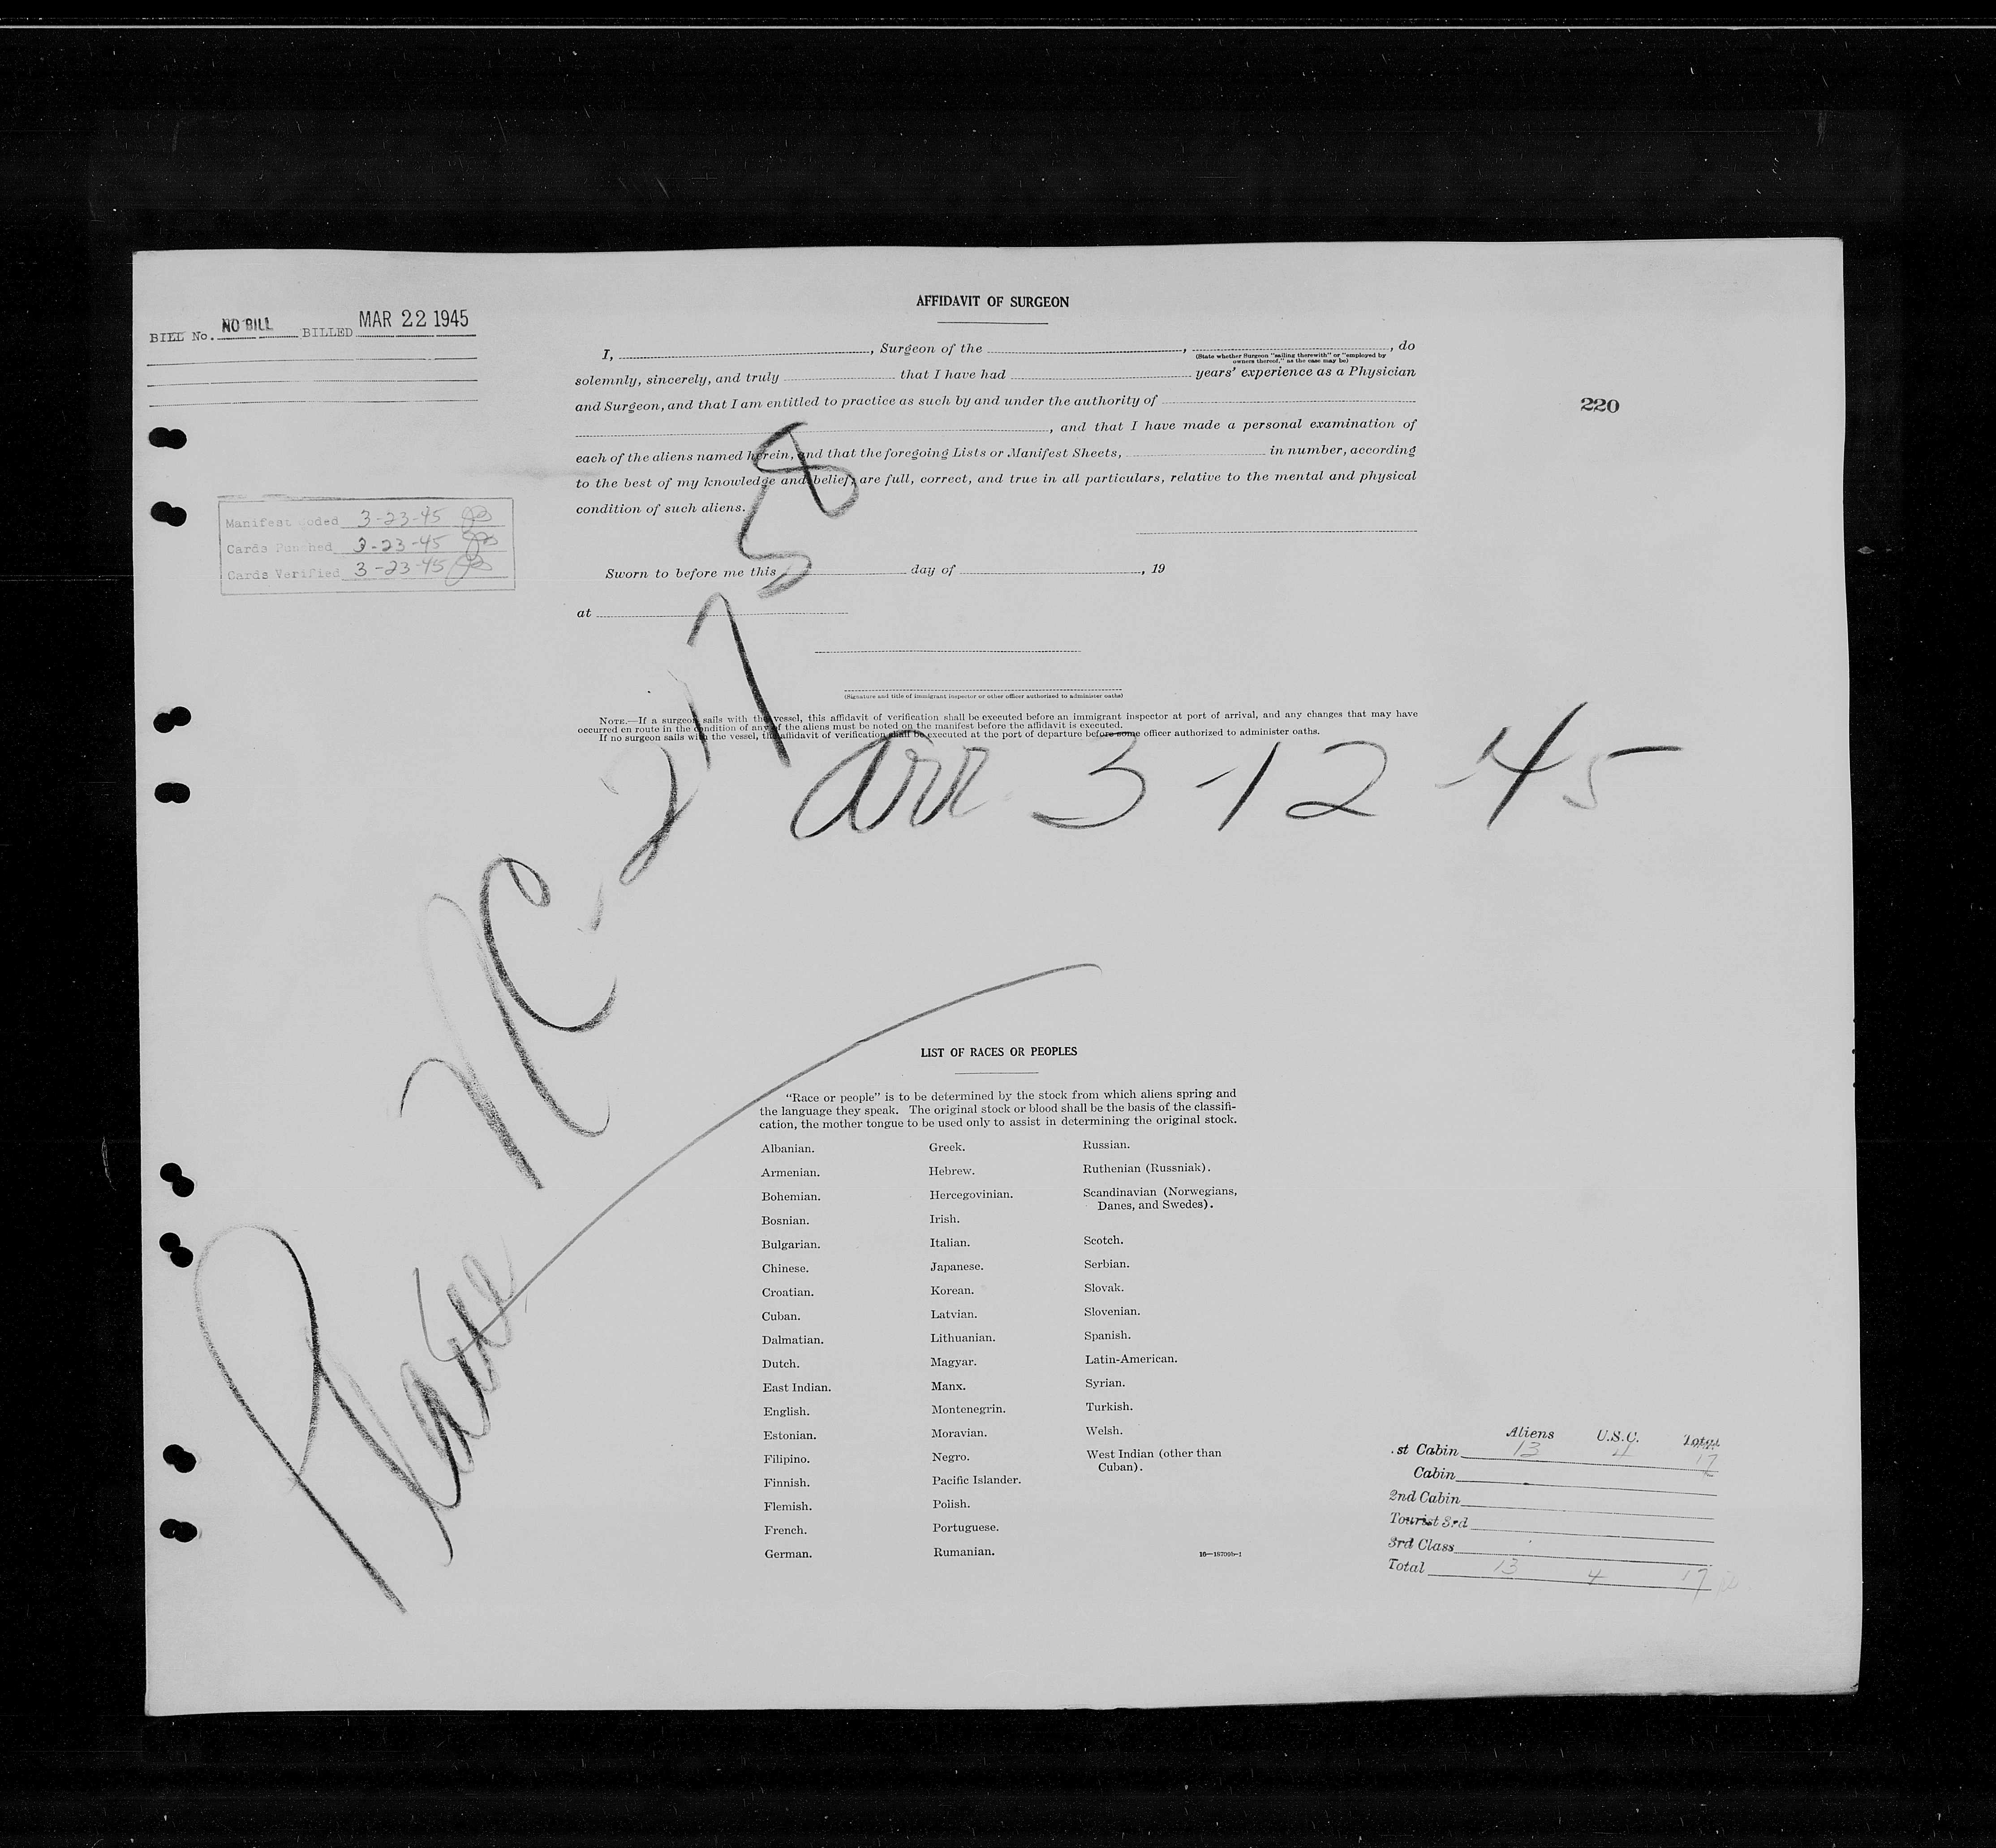 AFFIDAVIT OF SURGEON
BILL No. NO BILL BILLED MAR 22 1945
I, , Surgeon of the , , do
(State whether Surgeon "sailing therewith" or "employed by
owners thereof," as the case may be)
solemnly, sincerely, and truly that I have had years' experience as a Physician
and Surgeon, and that I am entitled to practice as such by and under the authority of
, and that I have made a personal examination of
each of the aliens named herein, and that the foregoing Lists or Manifest Sheets, in number, according
to the best of my knowledge and belief, are full, correct, and true in all particulars, relative to the mental and physical
condition of such aliens.
220
Manifest coded 3-23-45
Cards Punched 3-23-45
Cards Verified 3-23-45
Sworn to before me this day of , 19
at
(Signature and title of immigrant inspector or other officer authorized to administer oaths)
NOTE.—If a surgeon sails with the vessel, this affidavit of verification shall be executed before an immigrant inspector at port of arrival, and any changes that may have
occurred en route in the condition of any of the aliens must be noted on the manifest before the affidavit is executed.
If no surgeon sails with the vessel, the affidavit of verification shall be executed at the port of departure before some officer authorized to administer oaths.
Plane NC-21758
arr 3-12-45
LIST OF RACES OR PEOPLES
"Race or people" is to be determined by the stock from which aliens spring and
the language they speak. The original stock or blood shall be the basis of the classifi-
cation, the mother tongue to be used only to assist in determining the original stock.
Albanian.
Armenian.
Bohemian.
Bosnian.
Bulgarian.
Chinese.
Croatian.
Cuban.
Dalmatian.
Dutch.
East Indian.
English.
Estonian.
Filipino.
Finnish.
Flemish.
French.
German.
Greek.
Hebrew.
Hercegovinian.
Irish.
Italian.
Japanese.
Korean.
Latvian.
Lithuanian.
Magyar.
Manx.
Montenegrin.
Moravian.
Negro.
Pacific Islander.
Polish.
Portuguese.
Rumanian.
Russian.
Ruthenian (Russniak).
Scandinavian (Norwegians,
Danes, and Swedes).
Scotch.
Serbian.
Slovak.
Slovenian.
Spanish.
Latin-American.
Syrian.
Turkish.
Welsh.
West Indian (other than
Cuban).
16—18709b-1
Aliens U.S.C. Total
st Cabin 13 4 17
Cabin
2nd Cabin
Tourist 3rd
3rd Class
Total 13 4 17